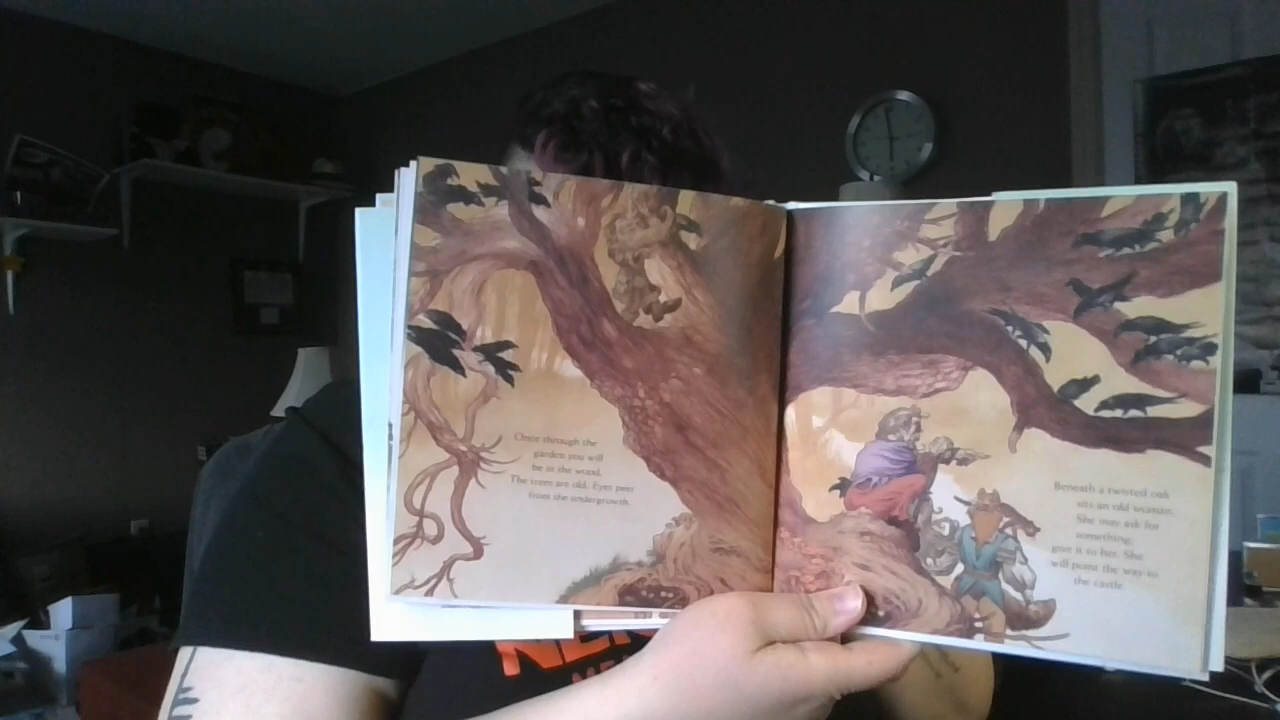 Once through the
garden you will
be in the wood.
The trees are old. Eyes peer
from the undergrowth.
Beneath a twisted oak
sits an old woman.
She may ask for
something;
give it to her. She
will point the way to
the castle.